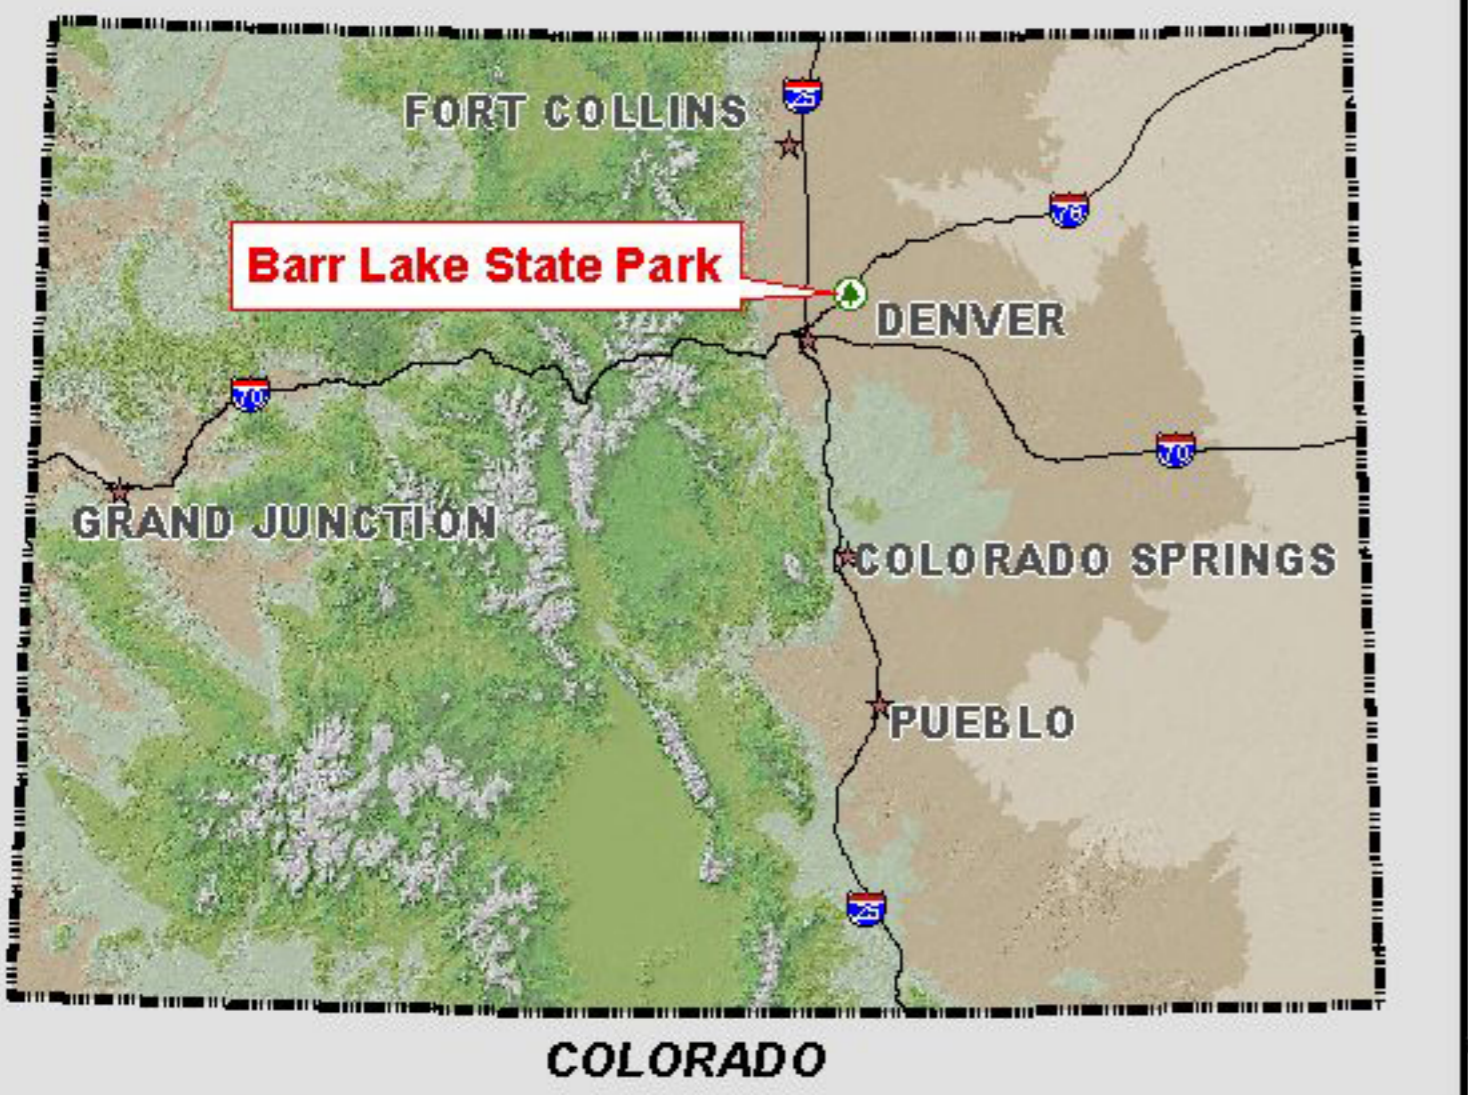 25
FORT COLLINS
76
Barr Lake State Park
DENVER
70
70
GRAND JUNCTION
COLORADO SPRINGS
PUEBLO
25
COLORADO